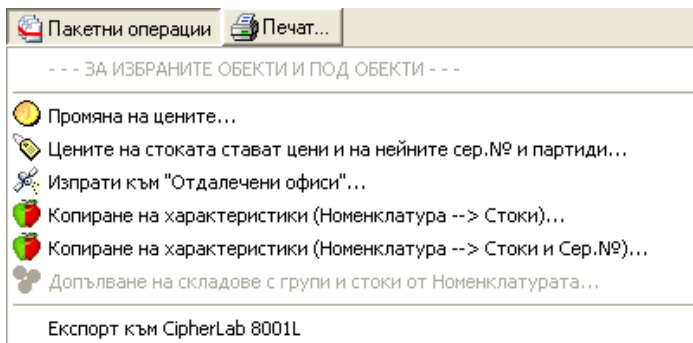 Пакетни операции Печат...
- - - ЗА ИЗБРАНИТЕ ОБЕКТИ И ПОД ОБЕКТИ - - -
Промяна на цените...
Цените на стоката стават цени и на нейните сер.№ и партиди...
Изпрати към "Отдалечени офиси"...
Копиране на характеристики (Номенклатура --> Стоки)...
Копиране на характеристики (Номенклатура --> Стоки и Сер.№)...
Допълване на складове с групи и стоки от Номенклатурата...
Експорт към CipherLab 8001L